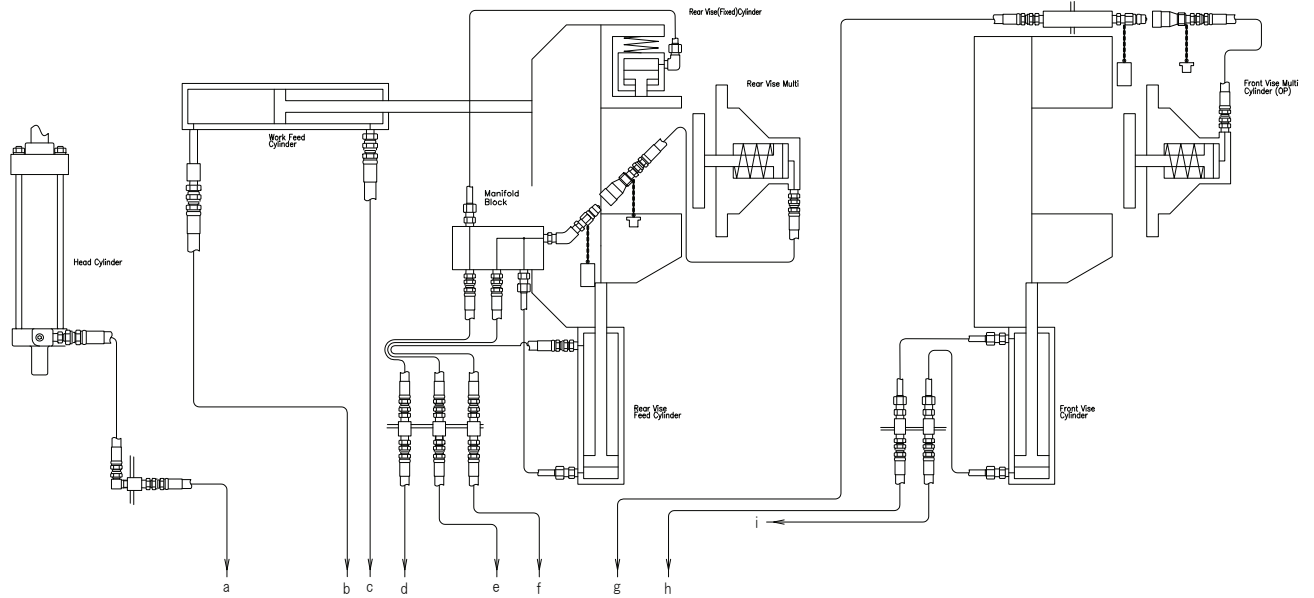 Rear Vise(Fixed)Cylinder
Rear Vise Multi
Front Vise Multi
Cylinder (OP)
Work Feed
Cylinder
Manifold
Block
Head Cylinder
Rear Vise
Feed Cylinder
Front Vise
Cylinder
i
a
b
c
d
e
f
g
h